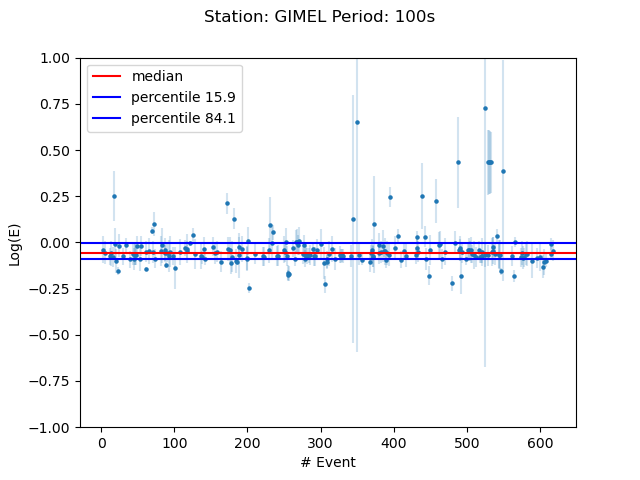 Station: GIMEL Period: 100s
1.00
0.75
0.50
0.25
0.00
−0.25
−0.50
−0.75
−1.00
Log(E)
median
percentile 15.9
percentile 84.1
0 100 200 300 400 500 600
# Event